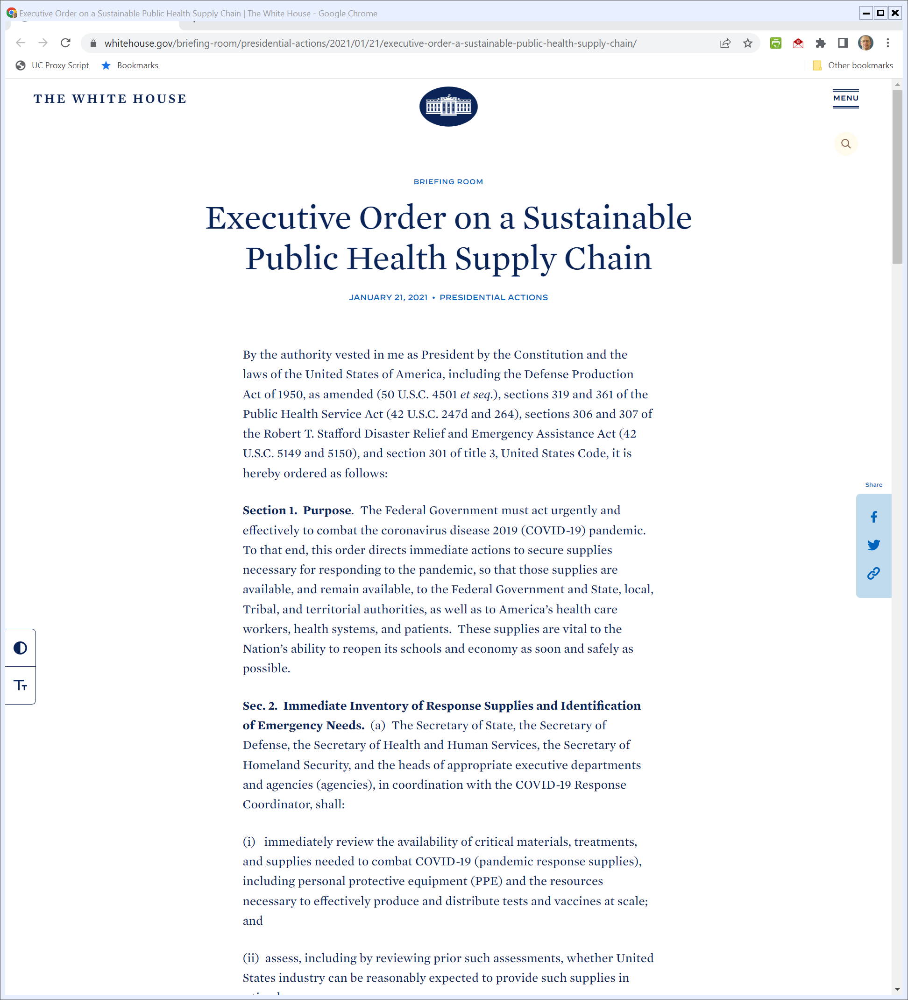 Executive Order on a Sustainable Public Health Supply Chain | The White House - Google Chrome
whitehouse.gov/briefing-room/presidential-actions/2021/01/21/executive-order-a-sustainable-public-health-supply-chain/
UC Proxy Script Bookmarks Other bookmarks
THE WHITE HOUSE
MENU
BRIEFING ROOM
Executive Order on a Sustainable
Public Health Supply Chain
JANUARY 21, 2021 • PRESIDENTIAL ACTIONS
By the authority vested in me as President by the Constitution and the
laws of the United States of America, including the Defense Production
Act of 1950, as amended (50 U.S.C. 4501 et seq.), sections 319 and 361 of the
Public Health Service Act (42 U.S.C. 247d and 264), sections 306 and 307 of
the Robert T. Stafford Disaster Relief and Emergency Assistance Act (42
U.S.C. 5149 and 5150), and section 301 of title 3, United States Code, it is
hereby ordered as follows:
Share
Section 1.  Purpose.  The Federal Government must act urgently and
effectively to combat the coronavirus disease 2019 (COVID-19) pandemic.
To that end, this order directs immediate actions to secure supplies
necessary for responding to the pandemic, so that those supplies are
available, and remain available, to the Federal Government and State, local,
Tribal, and territorial authorities, as well as to America’s health care
workers, health systems, and patients.  These supplies are vital to the
Nation’s ability to reopen its schools and economy as soon and safely as
possible.
Sec. 2.  Immediate Inventory of Response Supplies and Identification
of Emergency Needs.  (a)  The Secretary of State, the Secretary of
Defense, the Secretary of Health and Human Services, the Secretary of
Homeland Security, and the heads of appropriate executive departments
and agencies (agencies), in coordination with the COVID-19 Response
Coordinator, shall:
(i)   immediately review the availability of critical materials, treatments,
and supplies needed to combat COVID-19 (pandemic response supplies),
including personal protective equipment (PPE) and the resources
necessary to effectively produce and distribute tests and vaccines at scale;
and
(ii)  assess, including by reviewing prior such assessments, whether United
States industry can be reasonably expected to provide such supplies in